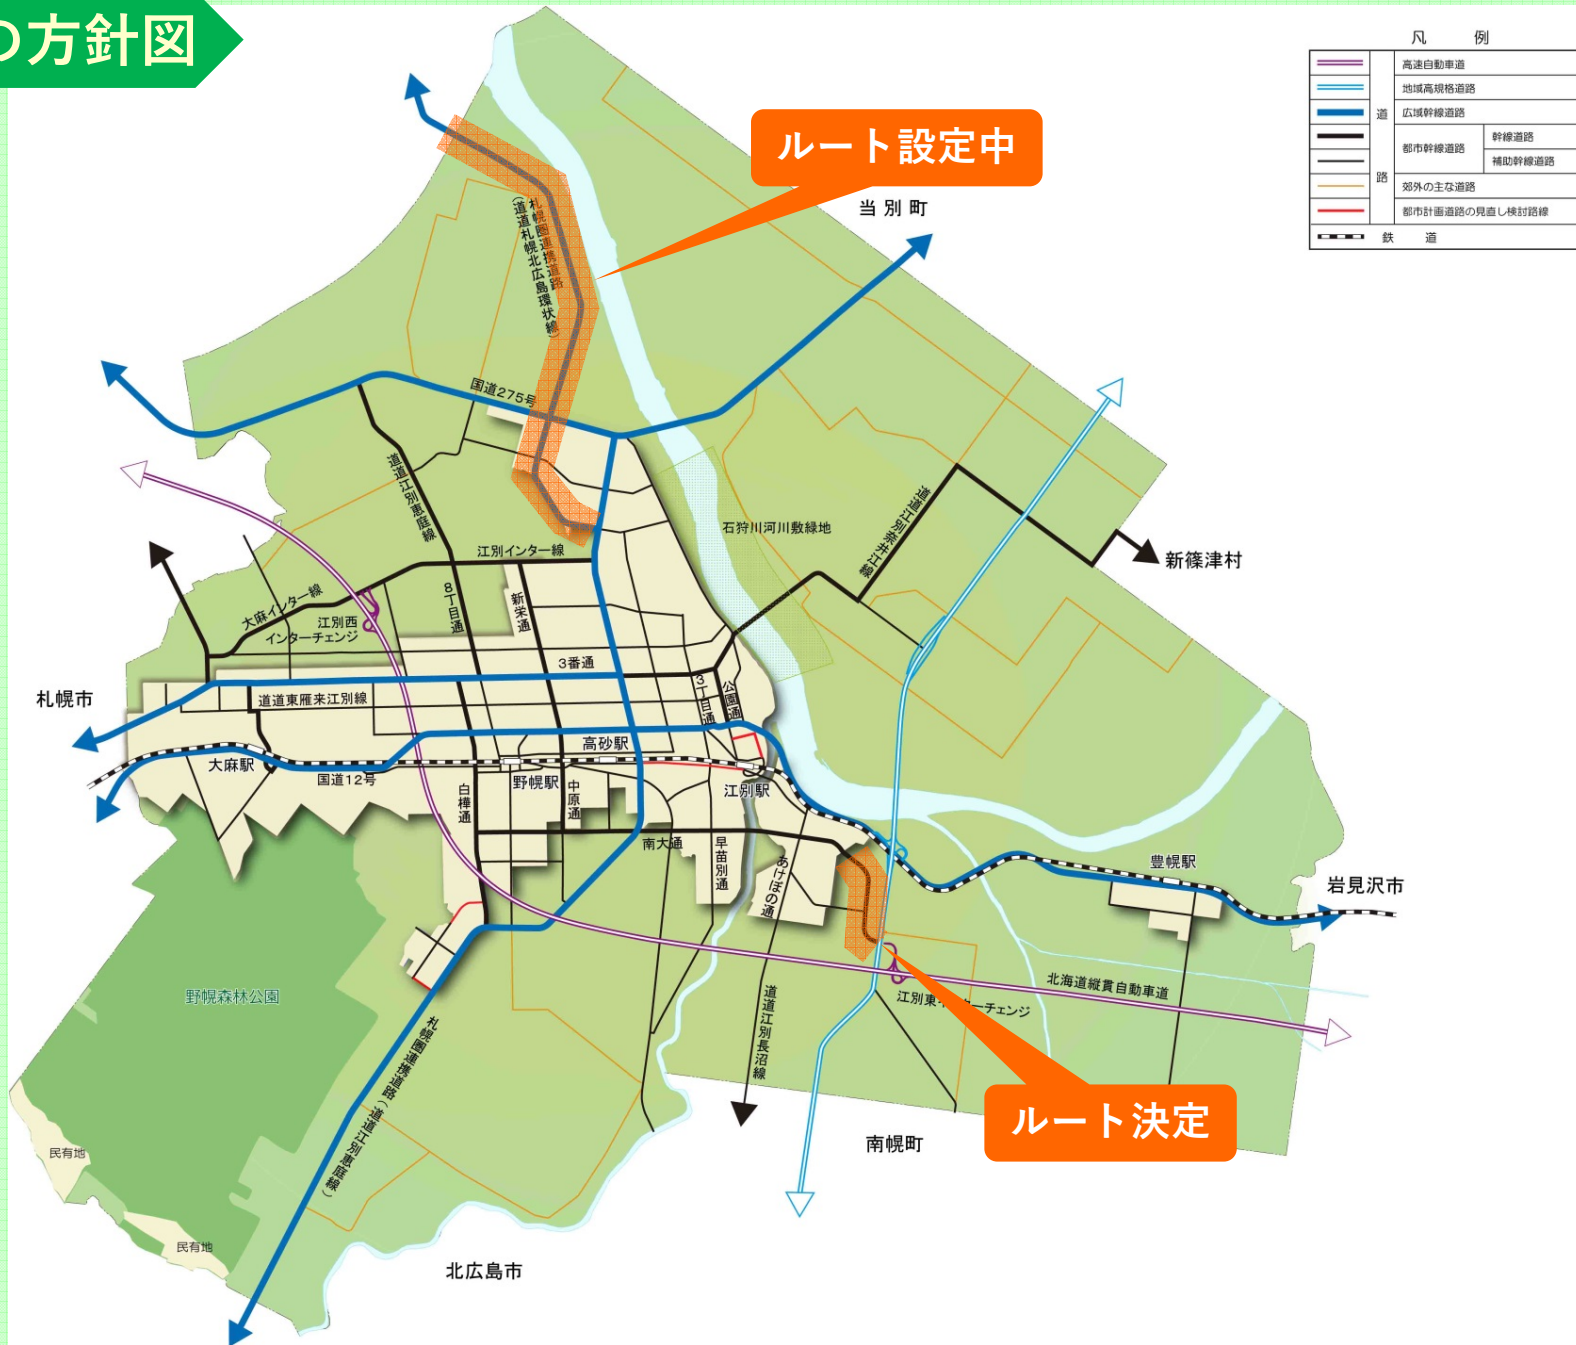 の方針図
凡 例
高速自動車道
地域高規格道路
広域幹線道路
道
路
都市幹線道路
幹線道路
補助幹線道路
郊外の主な道路
都市計画道路の見直し検討路線
鉄 道
ルート設定中
当別町
札幌圏連携道路
(道道札幌北広島環状線)
国道275号
道道江別恵庭線
石狩川河川敷緑地
道道江別奈井江線
新篠津村
江別インター線
大麻インター線
8丁目通
新栄通
江別西
インターチェンジ
3番通
札幌市
道道東雁来江別線
3丁目通
公園通
高砂駅
大麻駅
国道12号
野幌駅
江別駅
白樺通
中原通
南大通
早苗別通
あけぼの通
豊幌駅
岩見沢市
野幌森林公園
北海道縦貫自動車道
江別東インターチェンジ
道道江別長沼線
札幌圏連携道路(道道江別恵庭線)
ルート決定
南幌町
民有地
民有地
北広島市